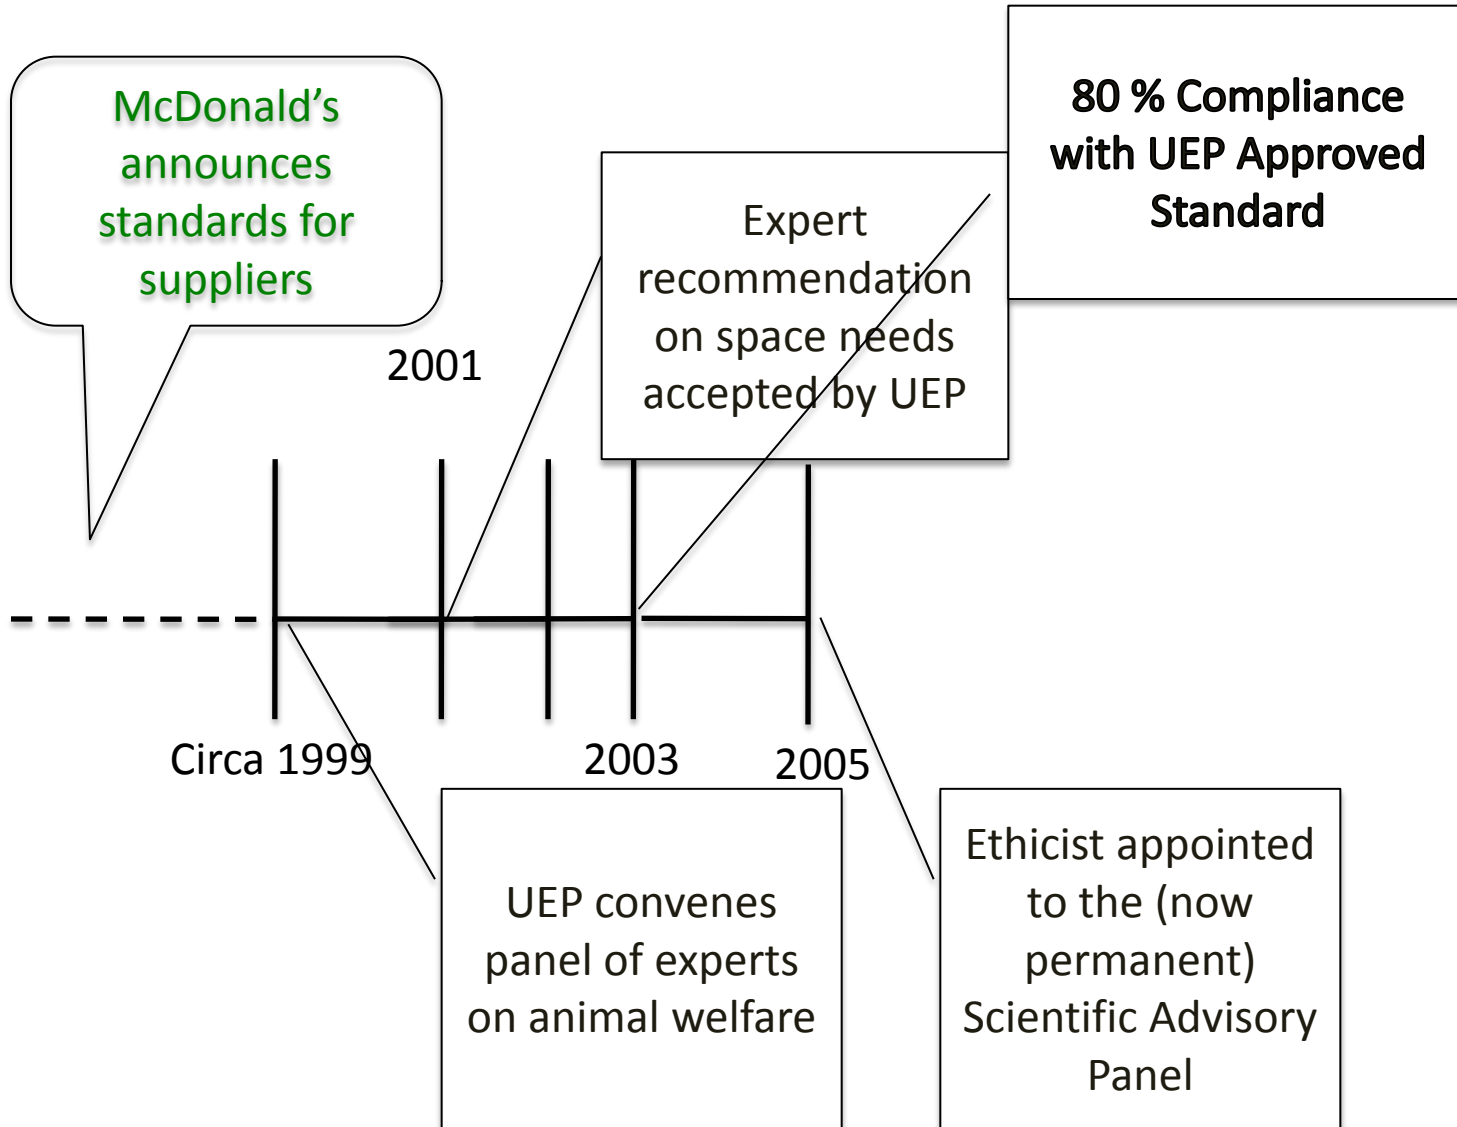 McDonald’s
announces
standards for
suppliers
2001
Expert
recommendation
on space needs
accepted by UEP
80 % Compliance
with UEP Approved
Standard
Circa 1999
2003
2005
UEP convenes
panel of experts
on animal welfare
Ethicist appointed
to the (now
permanent)
Scientific Advisory
Panel